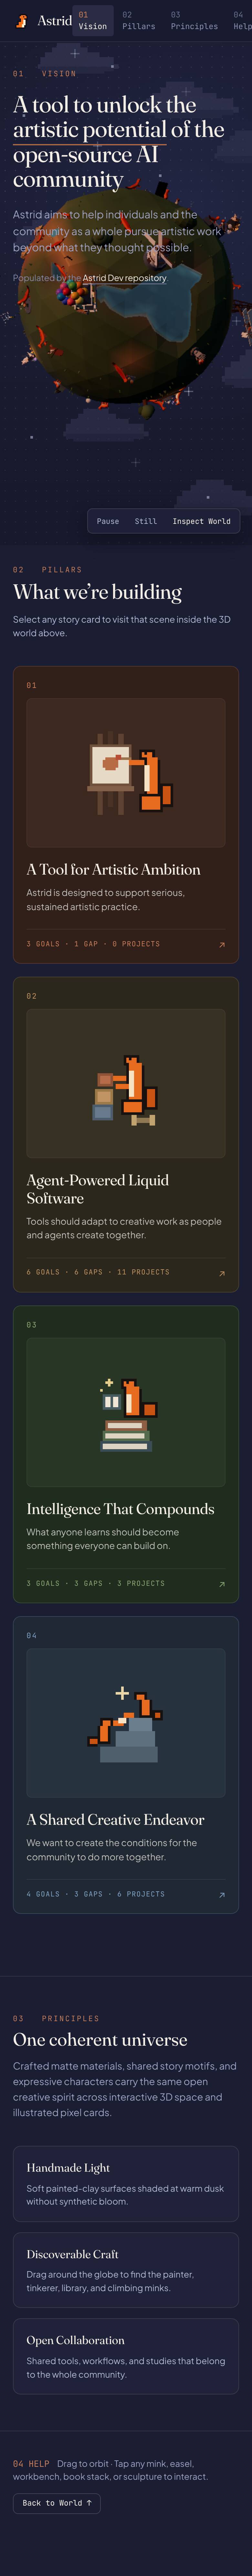 Astrid
01
Vision
02
Pillars
03
Principles
04
Help
01 VISION
A tool to unlock the
artistic potential of the
open-source AI
community
Astrid aims to help individuals and the
community as a whole pursue artistic work
beyond what they thought possible.
Populated by the Astrid Dev repository
Pause Still Inspect World
02 PILLARS
What we’re building
Select any story card to visit that scene inside the 3D
world above.
01
A Tool for Artistic Ambition
Astrid is designed to support serious,
sustained artistic practice.
3 GOALS · 1 GAP · 0 PROJECTS ↗
02
Agent-Powered Liquid
Software
Tools should adapt to creative work as people
and agents create together.
6 GOALS · 6 GAPS · 11 PROJECTS ↗
03
Intelligence That Compounds
What anyone learns should become
something everyone can build on.
3 GOALS · 3 GAPS · 3 PROJECTS ↗
04
A Shared Creative Endeavor
We want to create the conditions for the
community to do more together.
4 GOALS · 3 GAPS · 6 PROJECTS ↗
03 PRINCIPLES
One coherent universe
Crafted matte materials, shared story motifs, and
expressive characters carry the same open
creative spirit across interactive 3D space and
illustrated pixel cards.
Handmade Light
Soft painted-clay surfaces shaded at warm dusk
without synthetic bloom.
Discoverable Craft
Drag around the globe to find the painter,
tinkerer, library, and climbing minks.
Open Collaboration
Shared tools, workflows, and studies that belong
to the whole community.
04 HELP Drag to orbit · Tap any mink, easel,
workbench, book stack, or sculpture to interact.
Back to World ↑